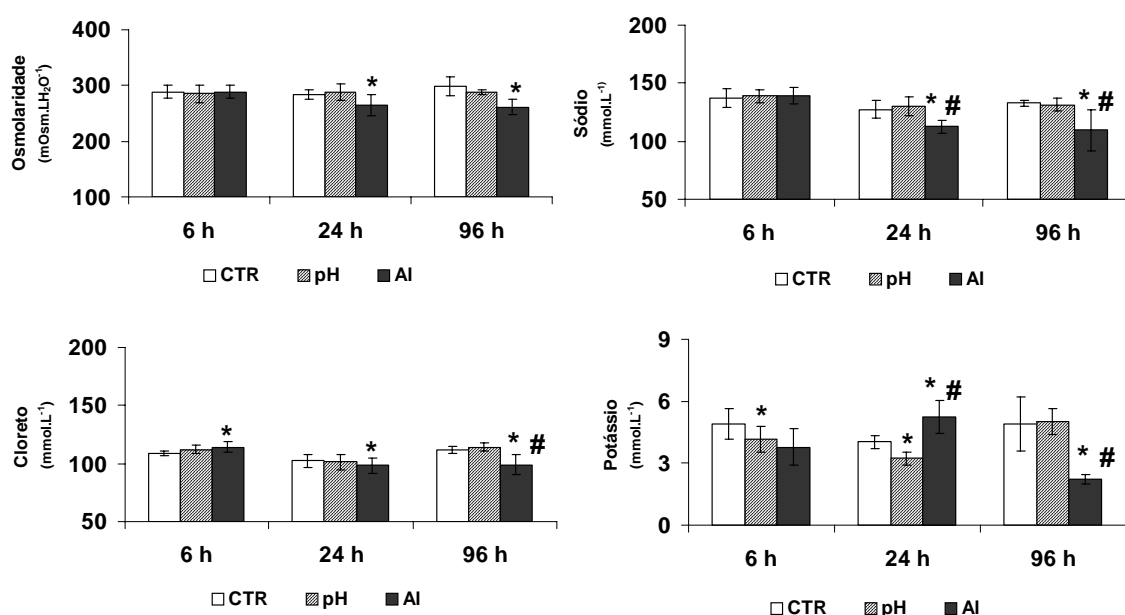 400
300
200
100
Osmolaridade
(mOsm.LH₂O⁻¹)
*
*
6 h 24 h 96 h
CTR pH Al
200
150
100
50
Sódio
(mmol.L⁻¹)
* #
* #
6 h 24 h 96 h
CTR pH Al
200
150
100
50
Cloreto
(mmol.L⁻¹)
*
*
* #
6 h 24 h 96 h
CTR pH Al
9
6
3
0
Potássio
(mmol.L⁻¹)
*
*
* #
* #
6 h 24 h 96 h
CTR pH Al